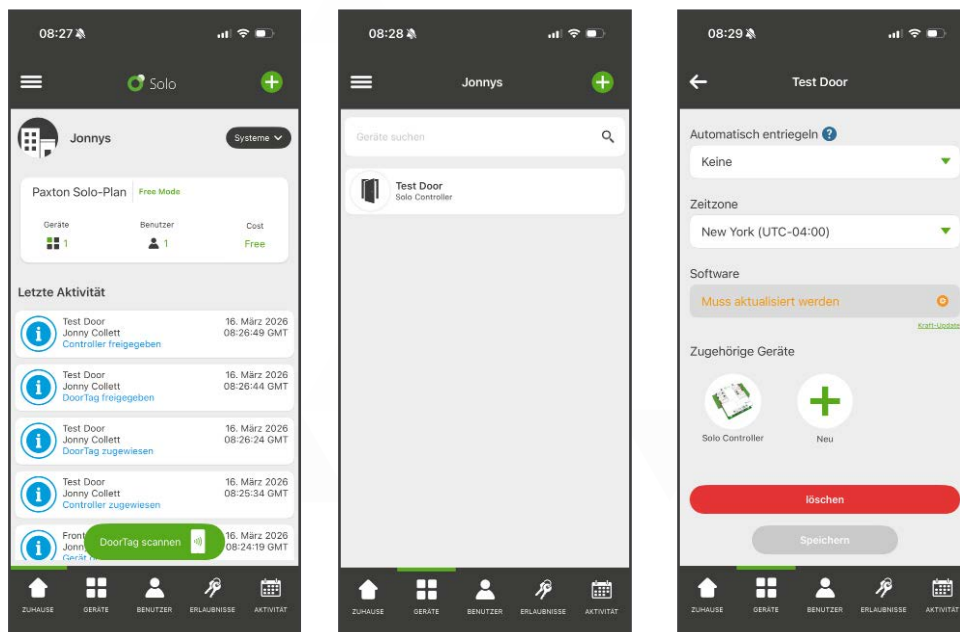 08:27
Solo
Jonnys
Systeme
Paxton Solo-Plan Free Mode
Geräte Benutzer Cost
1 1 Free
Letzte Aktivität
Test Door 16. März 2026
Jonny Collett 08:26:49 GMT
Controller freigegeben
Test Door 16. März 2026
Jonny Collett 08:26:44 GMT
DoorTag freigegeben
Test Door 16. März 2026
Jonny Collett 08:26:24 GMT
DoorTag zugewiesen
Test Door 16. März 2026
Jonny Collett 08:25:34 GMT
Controller zugewiesen
Front 16. März 2026
Jonn 08:24:19 GMT
Gerät
DoorTag scannen
ZUHAUSE GERÄTE BENUTZER ERLAUBNISSE AKTIVITÄT
08:28
Jonnys
Geräte suchen
Test Door
Solo Controller
ZUHAUSE GERÄTE BENUTZER ERLAUBNISSE AKTIVITÄT
08:29
Test Door
Automatisch entriegeln ?
Keine
Zeitzone
New York (UTC-04:00)
Software
Muss aktualisiert werden
Kraft-Update
Zugehörige Geräte
Solo Controller Neu
löschen
Speichern
ZUHAUSE GERÄTE BENUTZER ERLAUBNISSE AKTIVITÄT